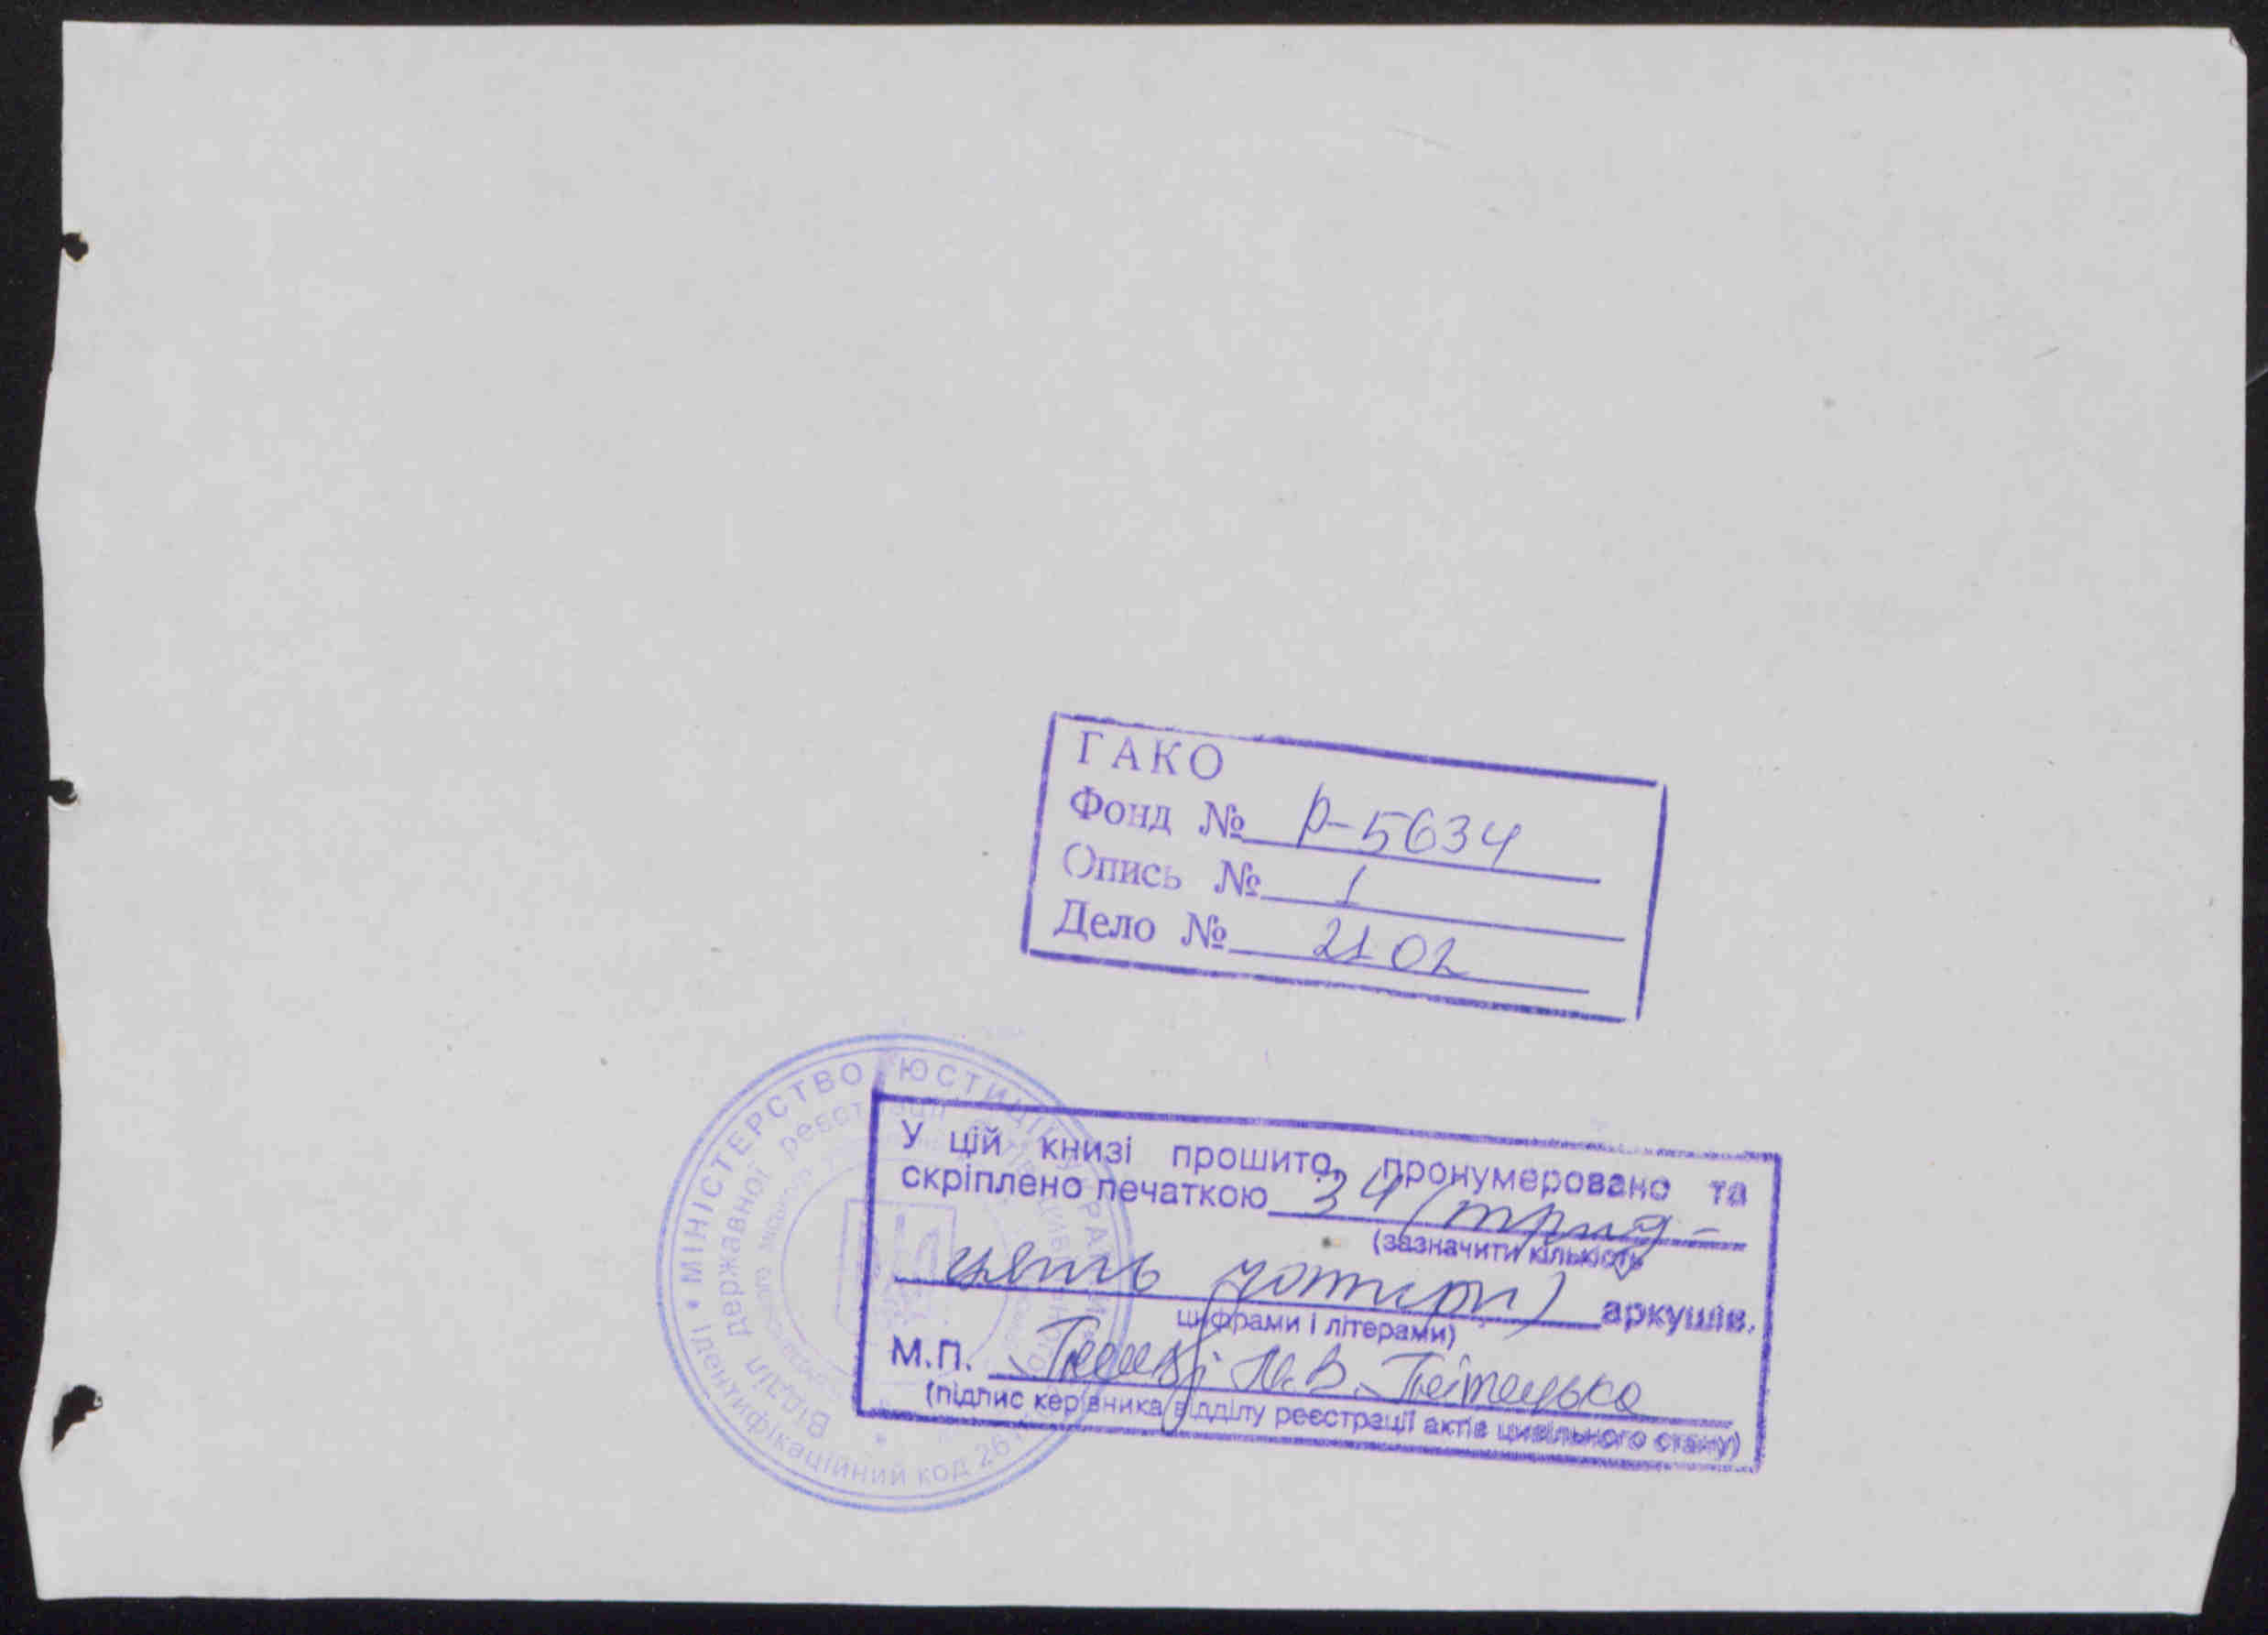 ГАКО
Фонд № р-5634
Опись № 1
Дело № 2102
МІНІСТЕРСТВО ЮСТИЦІЇ УКРАЇНИ
Ідентифікаційний код 26
Відділ державної реєстрації
У цій книзі прошито, пронумеровано та
скріплено печаткою 34 (трид-
(зазначити кількість
цять чотири) аркушів.
цифрами і літерами)
М.П. Н.В.
(підпис керівника відділу реєстрації актів цивільного стану)